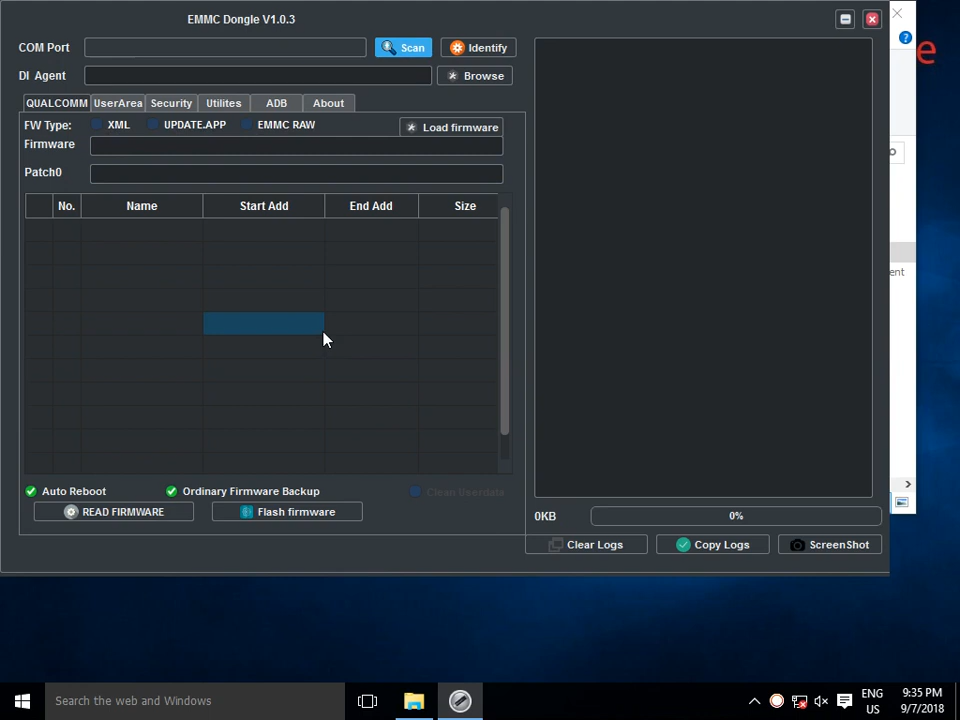 EMMC Dongle V1.0.3
COM Port
Scan
Identify
DI Agent
Browse
QUALCOMM UserArea Security Utilites ADB About
FW Type: XML UPDATE.APP EMMC RAW Load firmware
Firmware
Patch0
No. Name Start Add End Add Size
Auto Reboot Ordinary Firmware Backup Clean Userdata
READ FIRMWARE Flash firmware
0KB 0%
Clear Logs Copy Logs ScreenShot
e
ent
Search the web and Windows
ENG
US
9:35 PM
9/7/2018